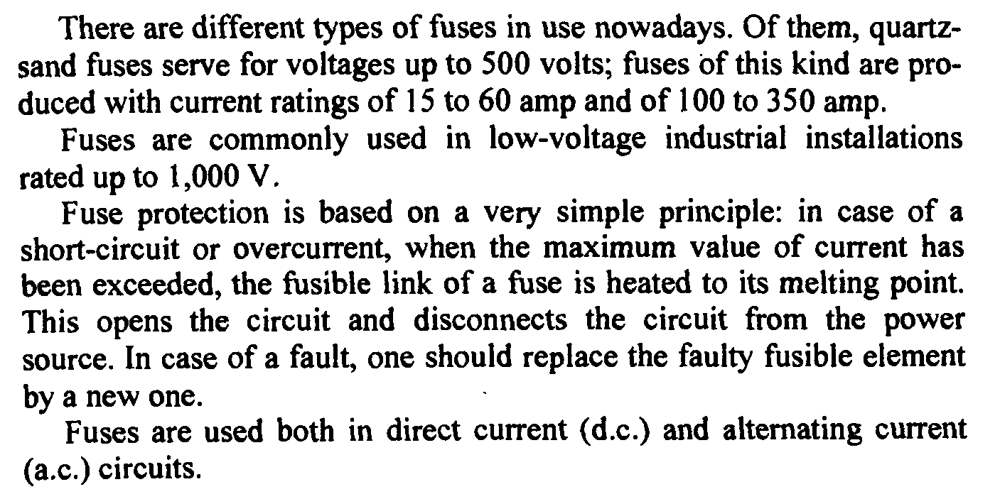 There are different types of fuses in use nowadays. Of them, quartz-
sand fuses serve for voltages up to 500 volts; fuses of this kind are pro-
duced with current ratings of 15 to 60 amp and of 100 to 350 amp.
Fuses are commonly used in low-voltage industrial installations
rated up to 1,000 V.
Fuse protection is based on a very simple principle: in case of a
short-circuit or overcurrent, when the maximum value of current has
been exceeded, the fusible link of a fuse is heated to its melting point.
This opens the circuit and disconnects the circuit from the power
source. In case of a fault, one should replace the faulty fusible element
by a new one.
Fuses are used both in direct current (d.c.) and alternating current
(a.c.) circuits.